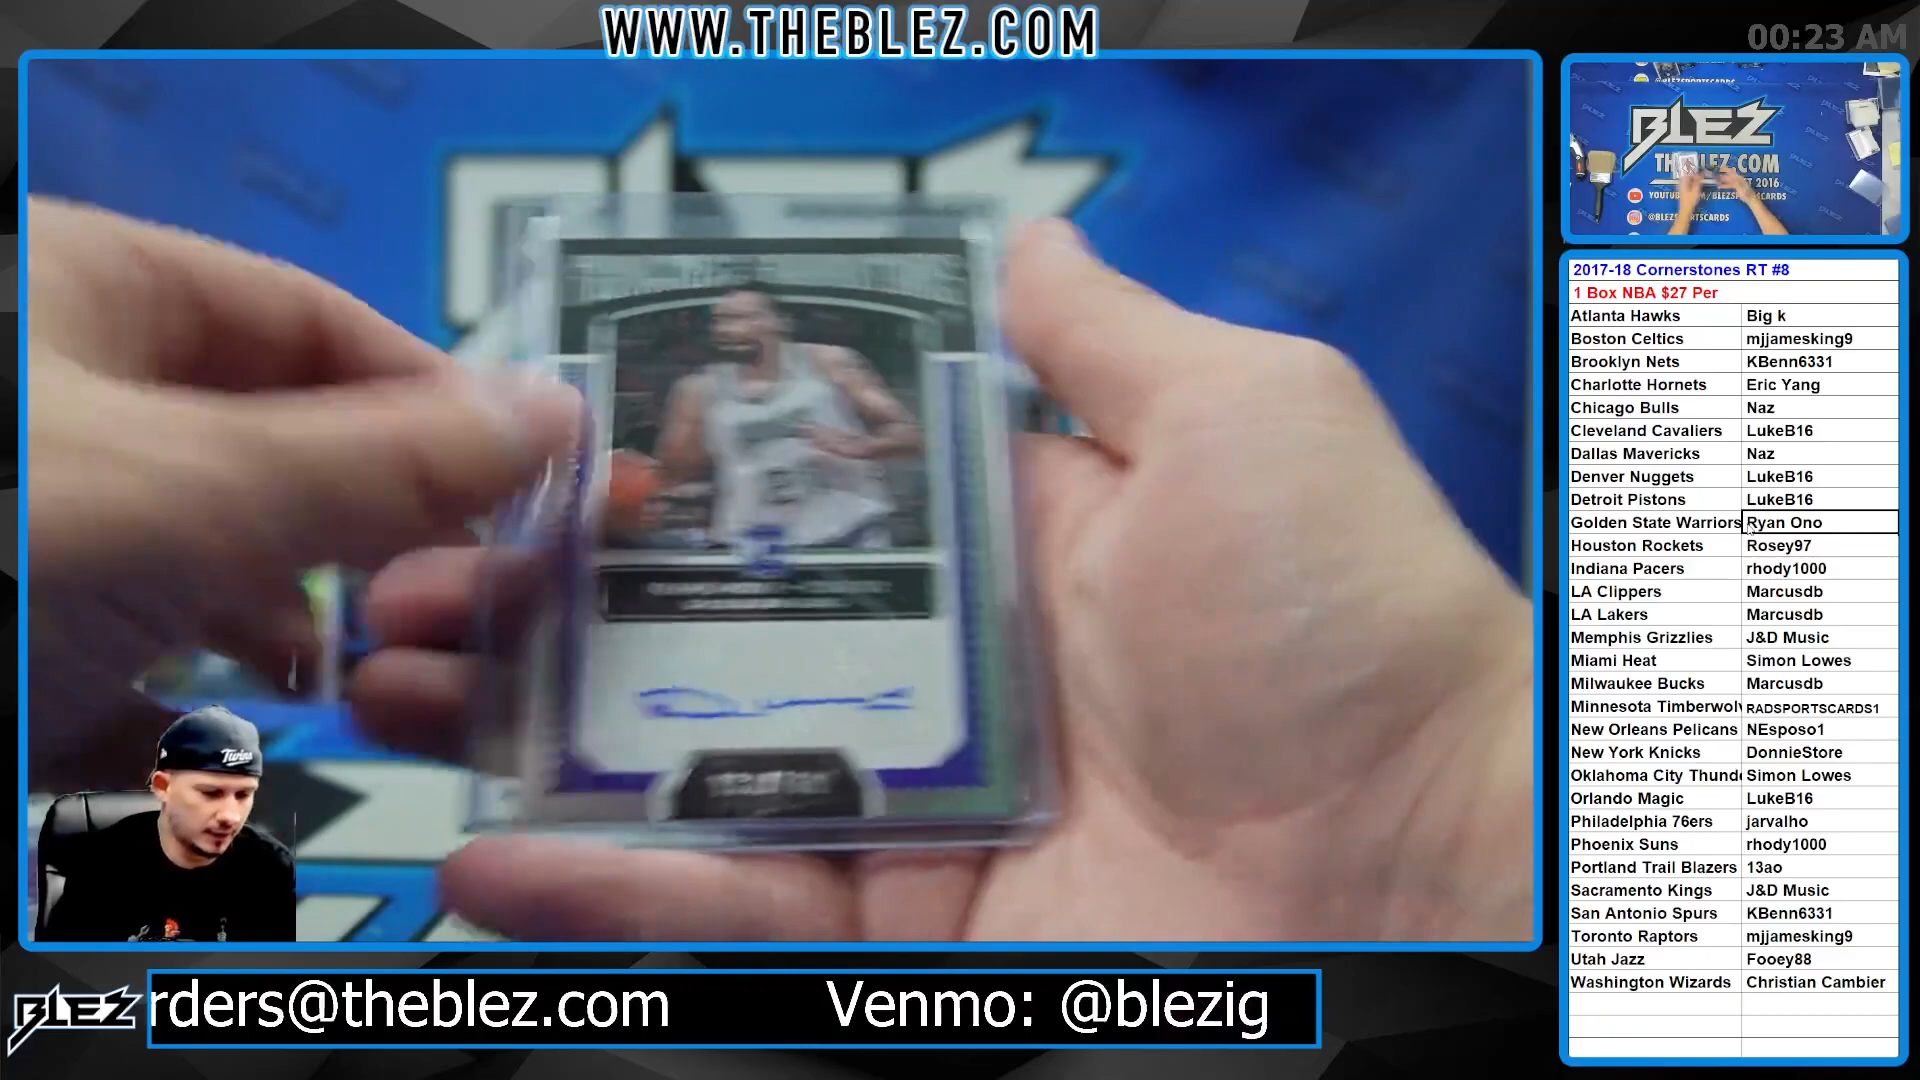 WWW.THEBLEZ.COM
00:23 AM
BLEZ
THEBLEZ.COM
@BLEZSPORTSCARDS
2017-18 Cornerstones RT #8
1 Box NBA $27 Per
Atlanta Hawks Big k
Boston Celtics mjjamesking9
Brooklyn Nets KBenn6331
Charlotte Hornets Eric Yang
Chicago Bulls Naz
Cleveland Cavaliers LukeB16
Dallas Mavericks Naz
Denver Nuggets LukeB16
Detroit Pistons LukeB16
Golden State Warriors Ryan Ono
Houston Rockets Rosey97
Indiana Pacers rhody1000
LA Clippers Marcusdb
LA Lakers Marcusdb
Memphis Grizzlies J&D Music
Miami Heat Simon Lowes
Milwaukee Bucks Marcusdb
Minnesota Timberwolv RADSPORTSCARDS1
New Orleans Pelicans NEsposo1
New York Knicks DonnieStore
Oklahoma City Thunde Simon Lowes
Orlando Magic LukeB16
Philadelphia 76ers jarvalho
Phoenix Suns rhody1000
Portland Trail Blazers 13ao
Sacramento Kings J&D Music
San Antonio Spurs KBenn6331
Toronto Raptors mjjamesking9
Utah Jazz Fooey88
Washington Wizards Christian Cambier
Twins
BLEZ
rders@theblez.com Venmo: @blezig